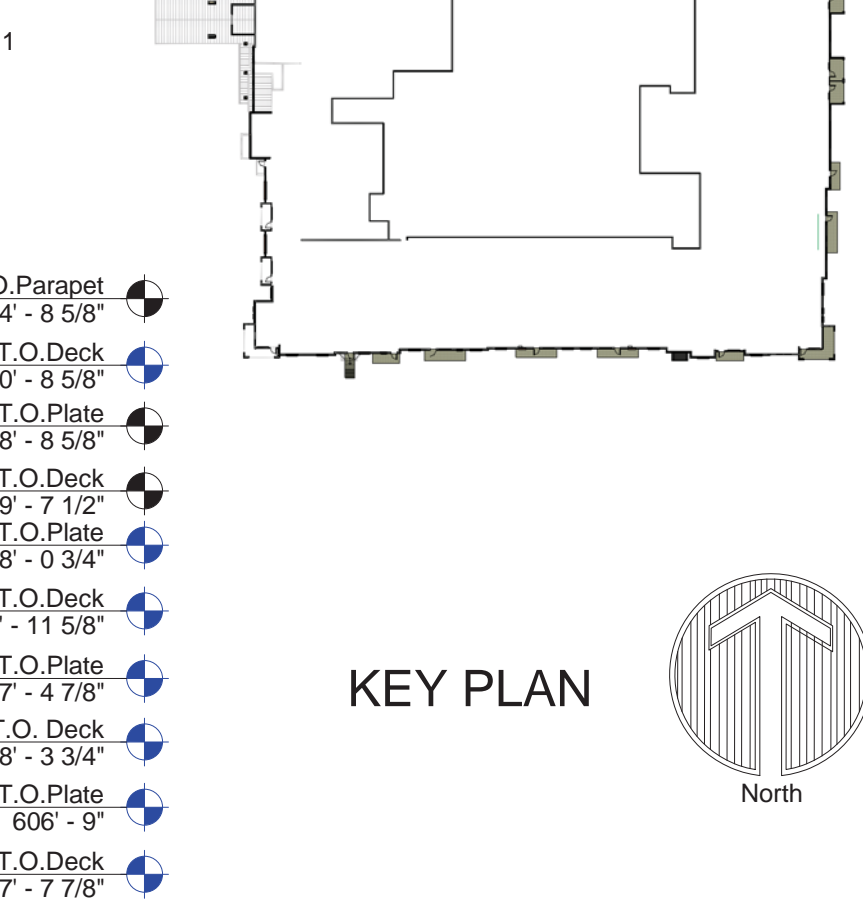 1
O.Parapet
4' - 8 5/8"
T.O.Deck
0' - 8 5/8"
T.O.Plate
8' - 8 5/8"
T.O.Deck
9' - 7 1/2"
T.O.Plate
8' - 0 3/4"
T.O.Deck
' - 11 5/8"
T.O.Plate
7' - 4 7/8"
T.O. Deck
8' - 3 3/4"
T.O.Plate
606' - 9"
T.O.Deck
7' - 7 7/8"
KEY PLAN
North